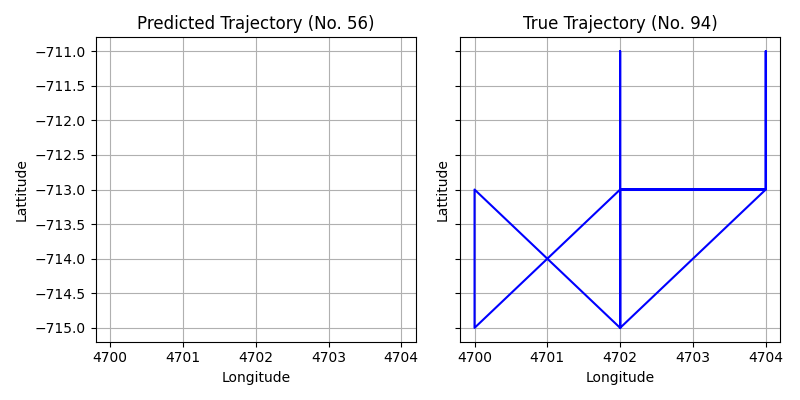 Predicted Trajectory (No. 56)
−711.0
−711.5
−712.0
−712.5
−713.0
−713.5
−714.0
−714.5
−715.0
Lattitude
4700 4701 4702 4703 4704
Longitude
True Trajectory (No. 94)
Lattitude
4700 4701 4702 4703 4704
Longitude